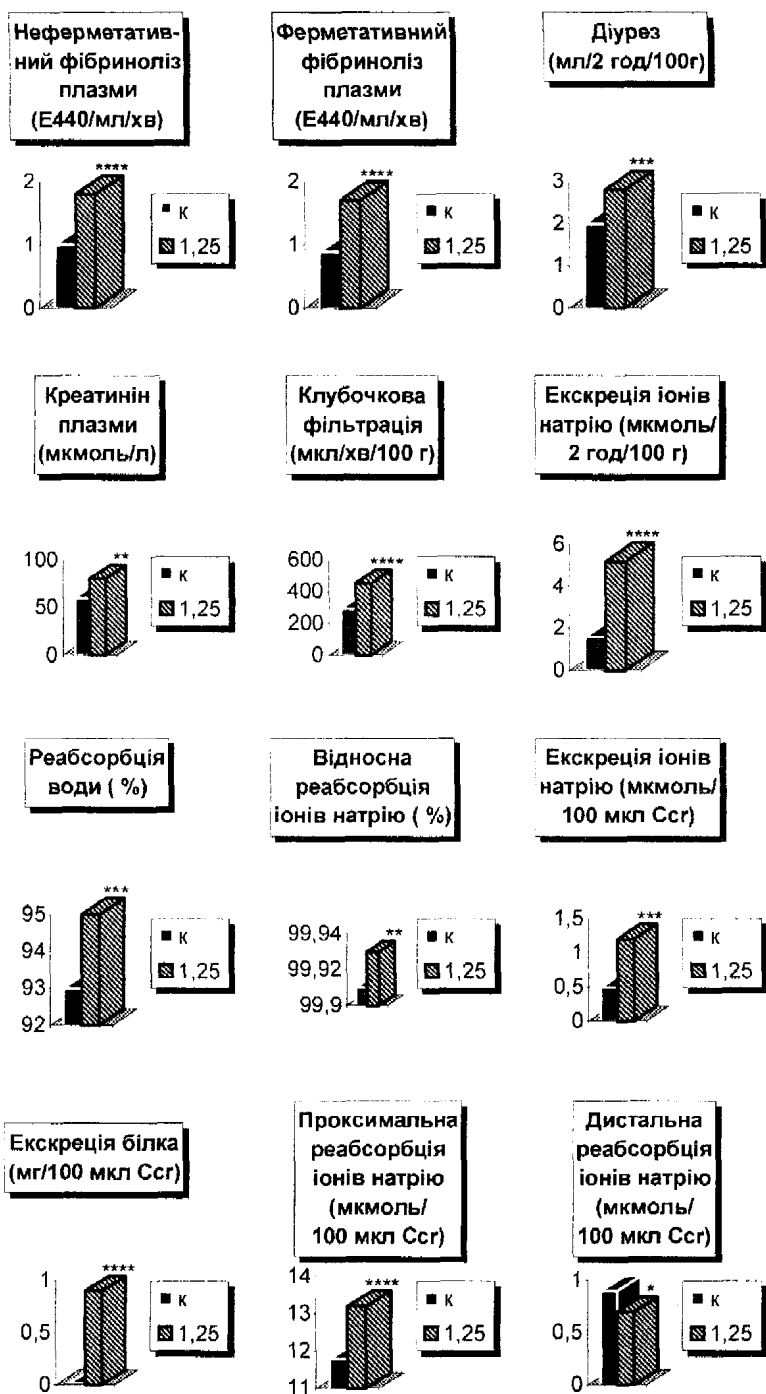 Неферметатив-
ний фібриноліз
плазми
(Е440/мл/хв)
2
1
0
****
к
1,25
Ферметативний
фібриноліз
плазми
(Е440/мл/хв)
2
1
0
****
к
1,25
Діурез
(мл/2 год/100г)
3
2
1
0
***
к
1,25
Креатинін
плазми
(мкмоль/л)
100
50
0
**
к
1,25
Клубочкова
фільтрація
(мкл/хв/100 г)
600
400
200
0
****
к
1,25
Екскреція іонів
натрію (мкмоль/
2 год/100 г)
6
4
2
0
****
к
1,25
Реабсорбція
води ( %)
95
94
93
92
***
к
1,25
Відносна
реабсорбція
іонів натрію ( %)
99,94
99,92
99,9
**
к
1,25
Екскреція іонів
натрію (мкмоль/
100 мкл Ccr)
1,5
1
0,5
0
***
к
1,25
Екскреція білка
(мг/100 мкл Ccr)
1
0,5
0
****
к
1,25
Проксимальна
реабсорбція
іонів натрію
(мкмоль/
100 мкл Ccr)
14
13
12
11
****
к
1,25
Дистальна
реабсорбція
іонів натрію
(мкмоль/
100 мкл Ccr)
1
0,5
0
*
к
1,25